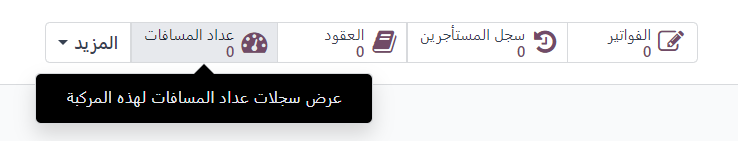 الفواتير
0
سجل المستأجرين
0
العقود
0
عداد المسافات
0
المزيد
عرض سجلات عداد المسافات لهذه المركبة